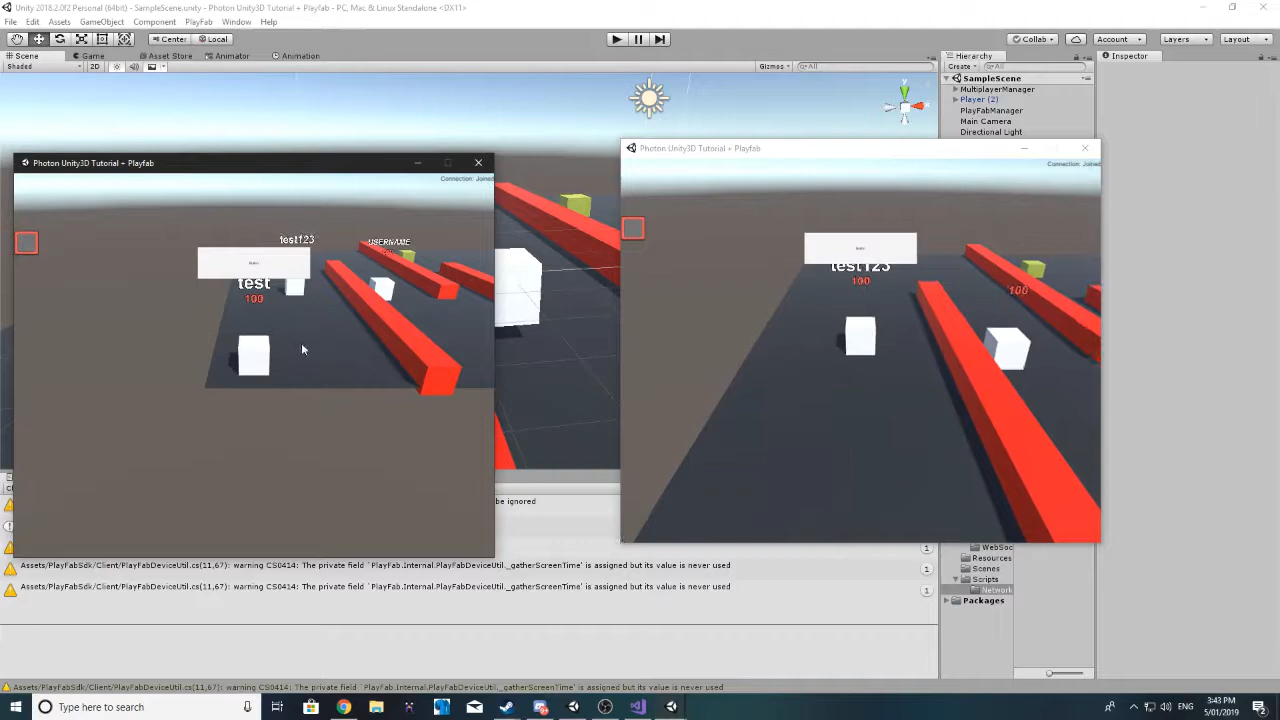 Unity 2018.2.0f2 Personal (64bit) - SampleScene.unity - Photon Unity3D Tutorial + Playfab - PC, Mac & Linux Standalone <DX11>
File Edit Assets GameObject Component PlayFab Window Help
Center Local Collab Account Layers Layout
Scene Game Asset Store Animator Animation Hierarchy Inspector
Shaded 2D Gizmos All Create All
SampleScene
MultiplayerManager
Player (2)
PlayFabManager
Main Camera
Directional Light
Photon Unity3D Tutorial + Playfab
Connection: Joined
test123
USERNAME
test
100
Photon Unity3D Tutorial + Playfab
Connection: Joined
test123
100
100
be ignored
1
WebSoc
Resources
Scenes
Scripts
Network
Packages
Assets/PlayFabSdk/Client/PlayFabDeviceUtil.cs(11,67): warning CS0414: The private field `PlayFab.Internal.PlayFabDeviceUtil._gatherScreenTime' is assigned but its value is never used
1
Assets/PlayFabSdk/Client/PlayFabDeviceUtil.cs(11,67): warning CS0414: The private field `PlayFab.Internal.PlayFabDeviceUtil._gatherScreenTime' is assigned but its value is never used
1
Assets/PlayFabSdk/Client/PlayFabDeviceUtil.cs(11,67): warning CS0414: The private field `PlayFab.Internal.PlayFabDeviceUtil._gatherScreenTime' is assigned but its value is never used
Type here to search
ENG
3:43 PM
5/01/2019
2